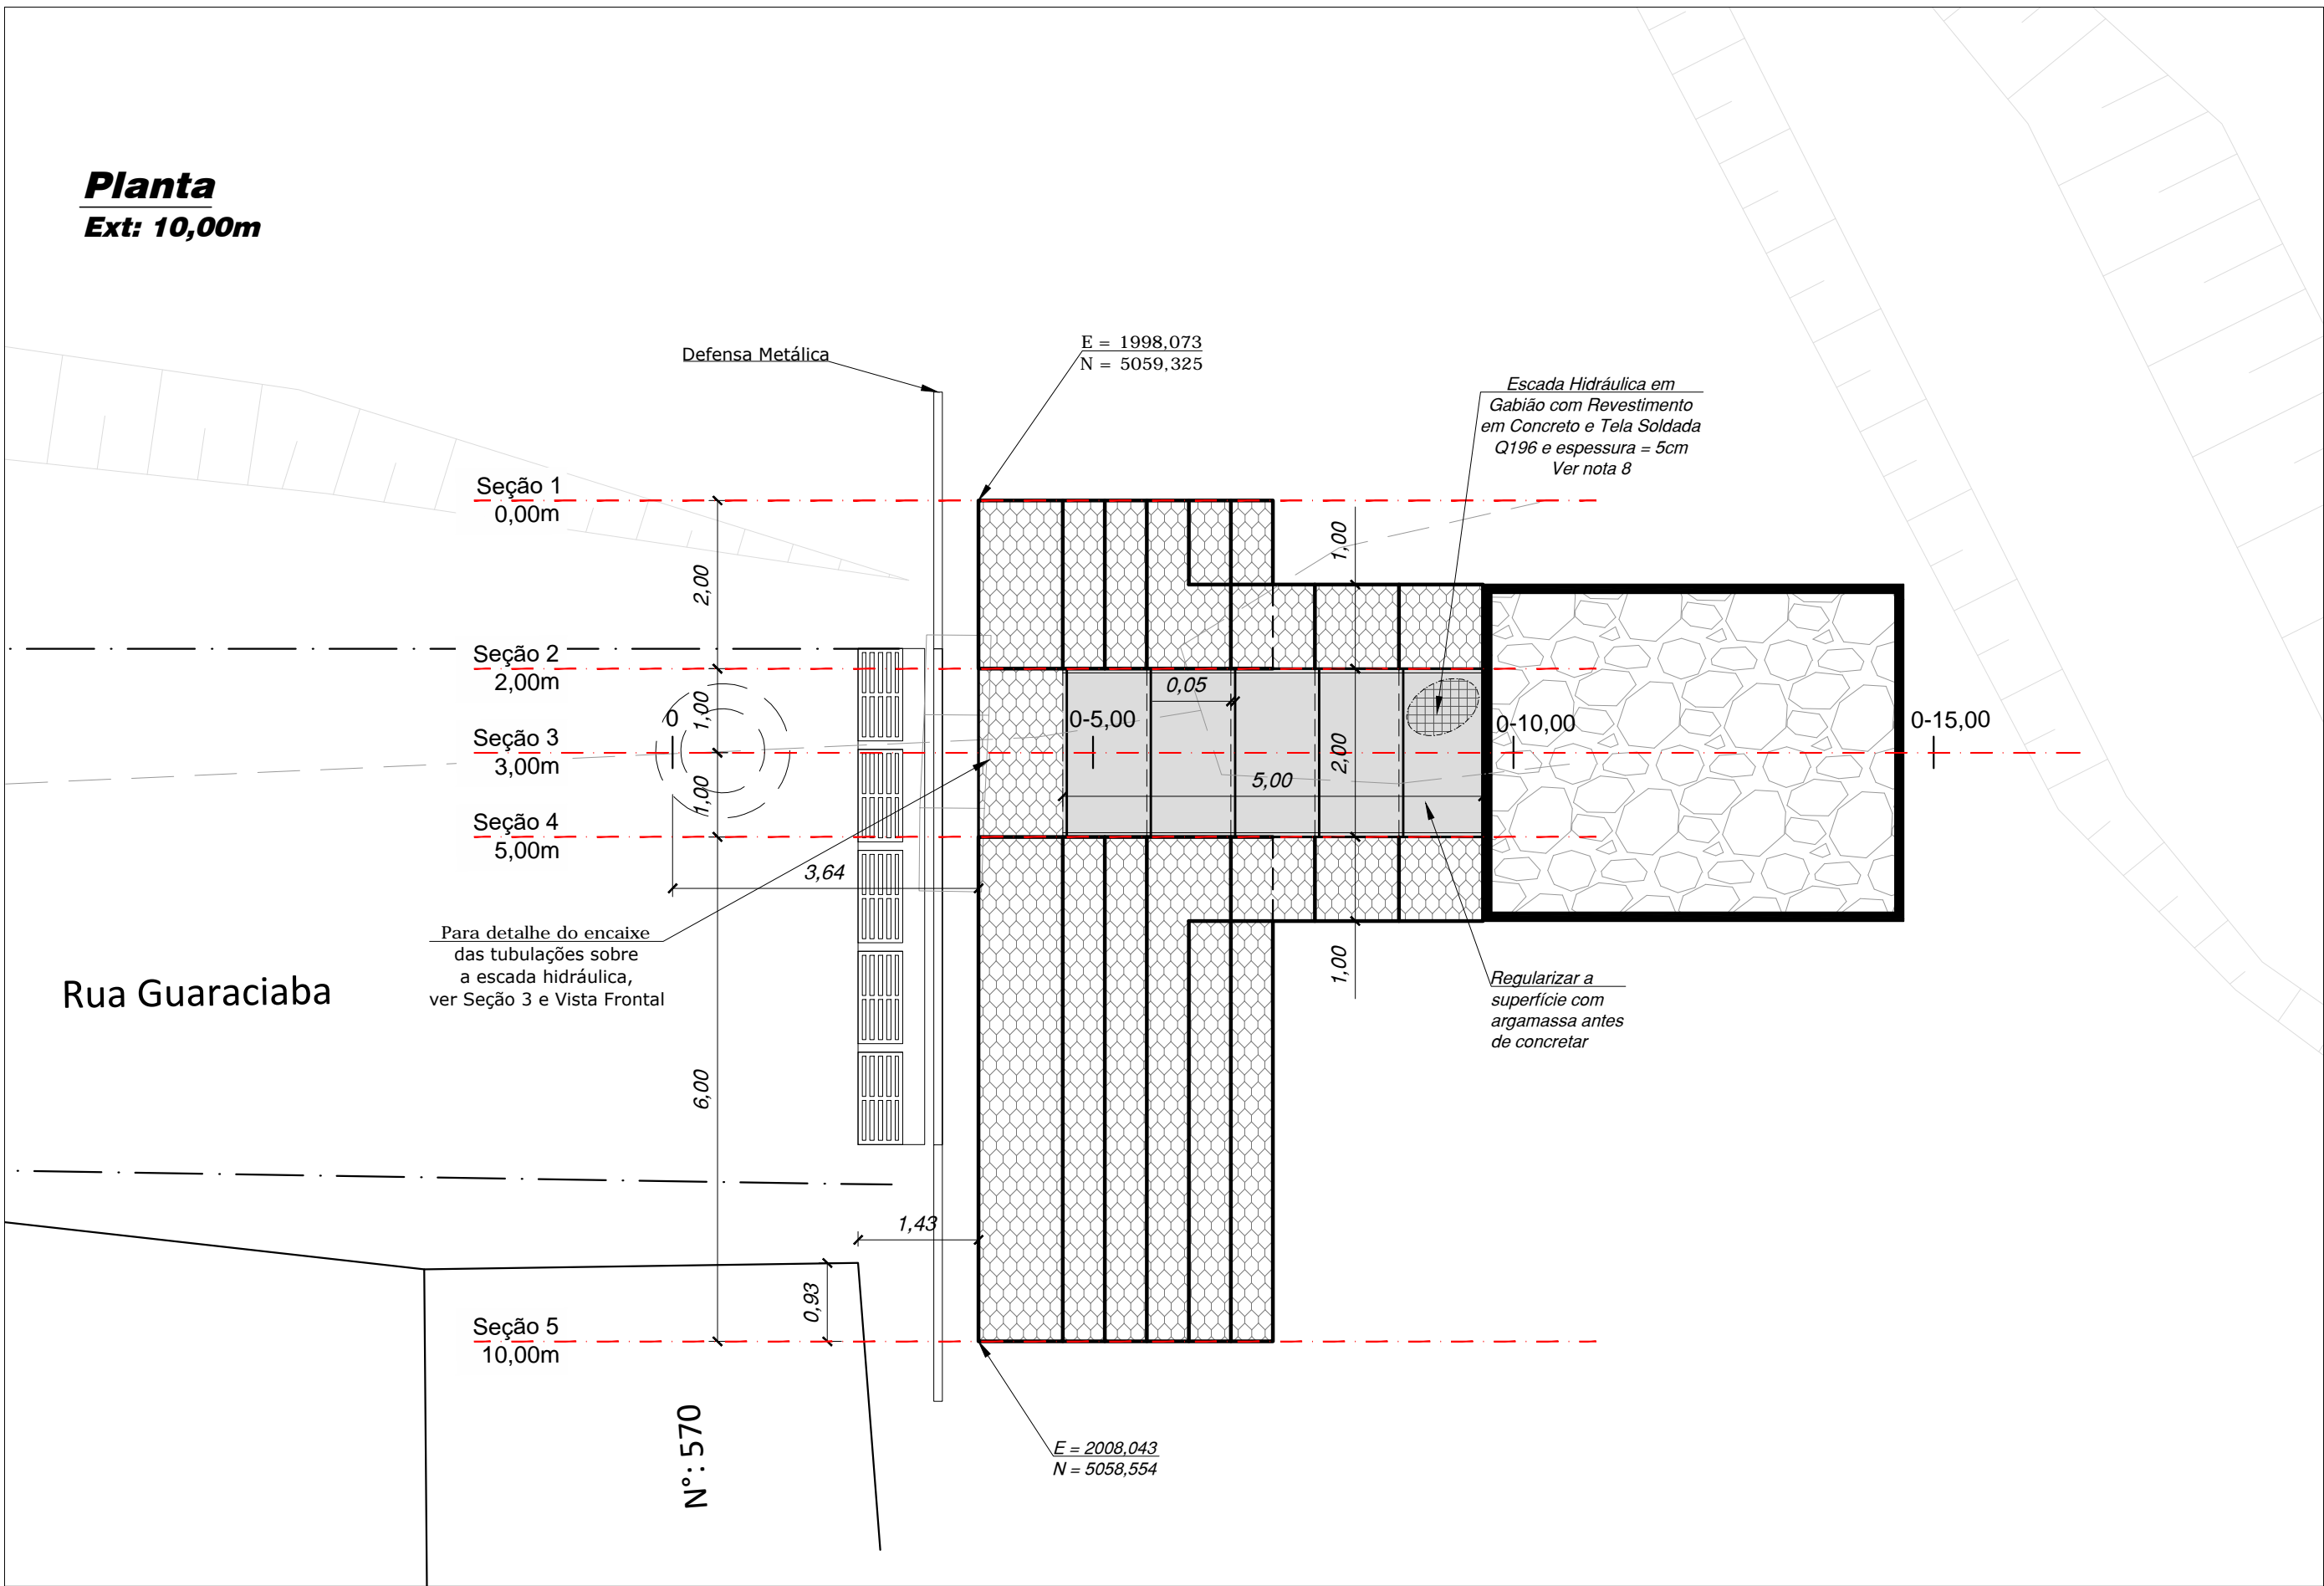 Planta
Ext: 10,00m
Defensa Metálica
E = 1998,073
N = 5059,325
Escada Hidráulica em
Gabião com Revestimento
em Concreto e Tela Soldada
Q196 e espessura = 5cm
Ver nota 8
Seção 1
0,00m
2,00
1,00
Seção 2
2,00m
1,00
0,05
0
0-5,00
0-10,00
0-15,00
Seção 3
3,00m
1,00
2,00
5,00
Seção 4
5,00m
3,64
Para detalhe do encaixe
das tubulações sobre
a escada hidráulica,
ver Seção 3 e Vista Frontal
1,00
Regularizar a
superfície com
argamassa antes
de concretar
Rua Guaraciaba
6,00
1,43
0,93
Seção 5
10,00m
N°: 570
E = 2008,043
N = 5058,554